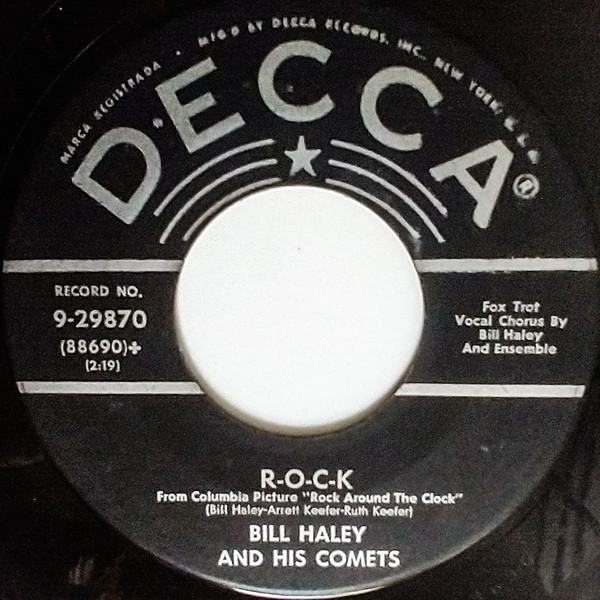 MARCA REGISTRADA • MFG'D BY DECCA RECORDS, INC., NEW YORK, U.S.A.
DECCA®
RECORD NO.
9-29870
(88690)+
(2:19)
Fox Trot
Vocal Chorus By
Bill Haley
And Ensemble
R-O-C-K
From Columbia Picture "Rock Around The Clock"
(Bill Haley-Arrett Keefer-Ruth Keefer)
BILL HALEY
AND HIS COMETS